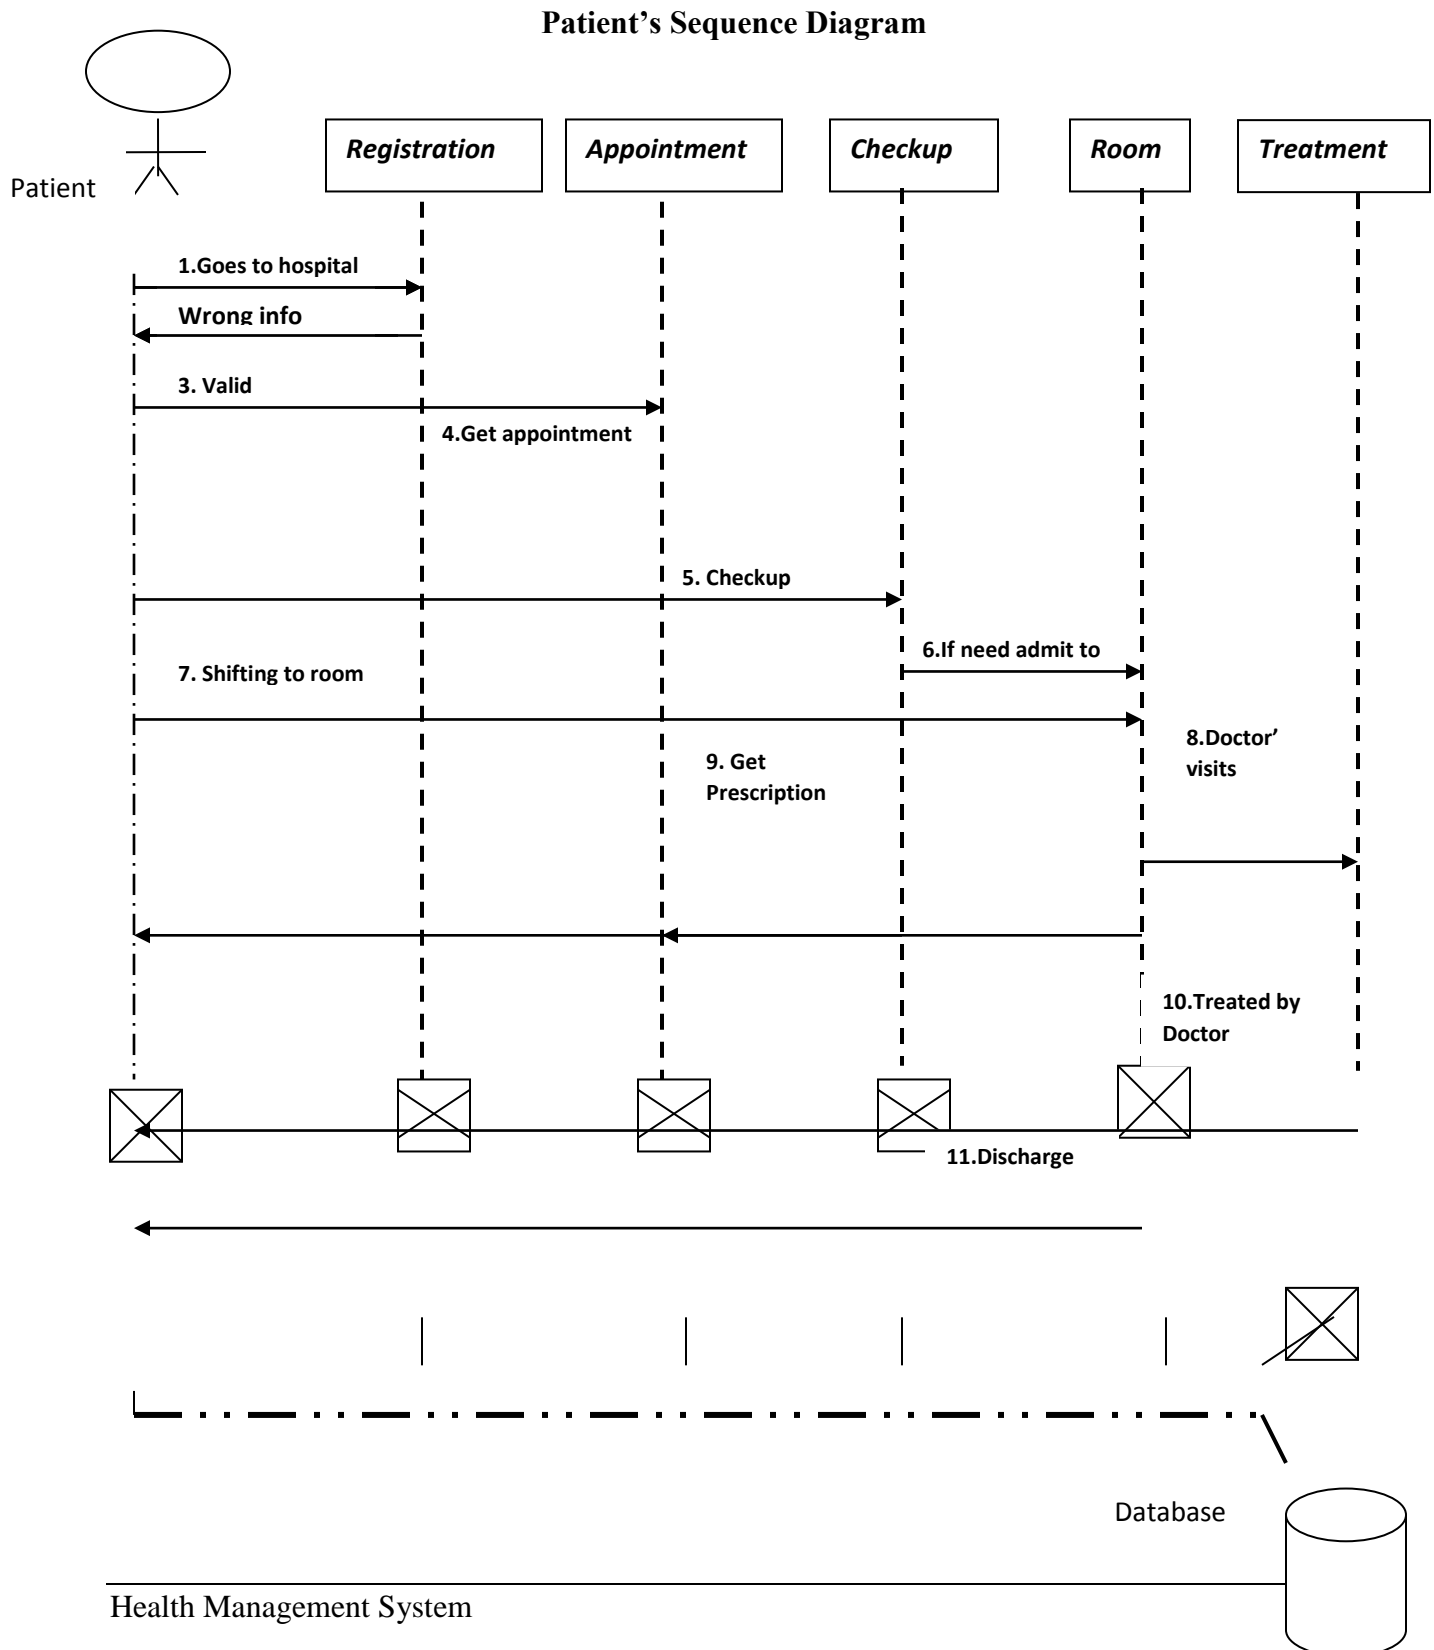 Patient’s Sequence Diagram
Registration
Appointment
Checkup
Room
Treatment
Patient
1.Goes to hospital
Wrong info
3. Valid
4.Get appointment
5. Checkup
6.If need admit to
7. Shifting to room
8.Doctor’
visits
9. Get
Prescription
10.Treated by
Doctor
11.Discharge
Database
Health Management System